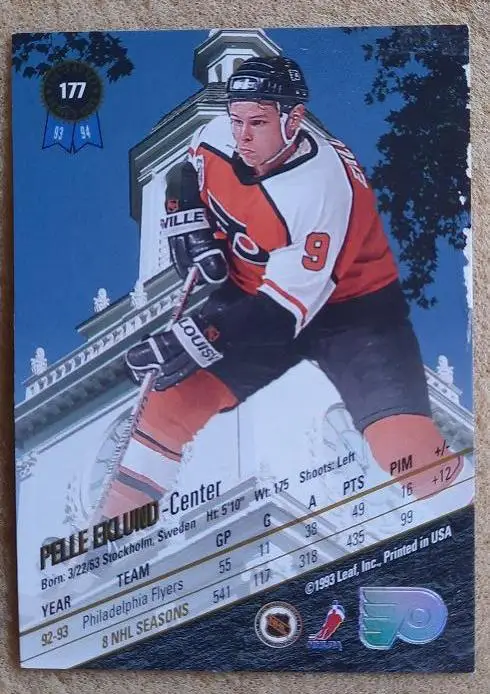 177
93 94
EKLU
9
VILLE
LOUISV
PELLE EKLUND-Center
Born: 3/22/63 Stockholm, Sweden Ht: 5'10" Wt: 175 Shoots: Left
YEAR TEAM GP G A PTS PIM +/-
92-93 Philadelphia Flyers 55 11 38 49 16 +12
8 NHL SEASONS 541 117 318 435 99
©1993 Leaf, Inc., Printed in USA